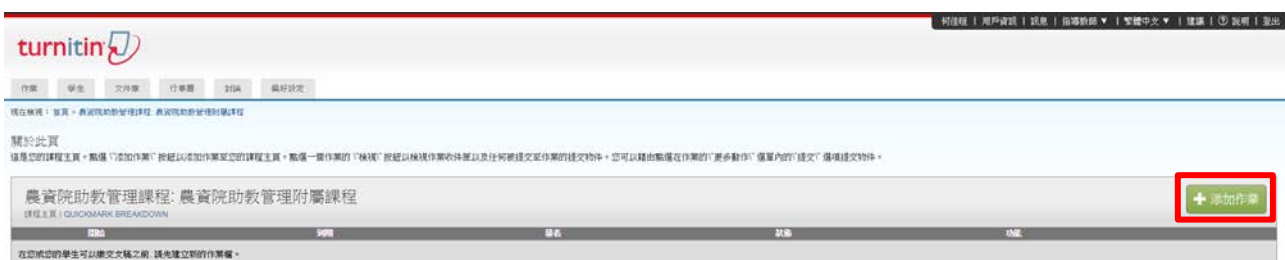 何佳暇 | 用戶資訊 | 訊息 | 指導教師 ▼ | 繁體中文 ▼ | 建議 | ? 說明 | 登出
turnitin
作業 學生 文件庫 行事曆 討論 偏好設定
現在檢視：首頁 > 農資院助教管理課程: 農資院助教管理附屬課程
關於此頁
這是您的課程主頁。點選 \"添加作業\" 按鈕以添加作業至您的課程主頁。點選一個作業的 \"檢視\" 按鈕以檢視作業收件匣以及任何被提交至作業的提交物件。您可以藉由點選在作業的\"更多動作\" 選單內的\"提交\" 選項提交物件。
農資院助教管理課程: 農資院助教管理附屬課程
+ 添加作業
課程主頁 | QUICKMARK BREAKDOWN
開始 到期 發表 狀態 功能
在您或您的學生可以繳交文稿之前, 請先建立新的作業檔。